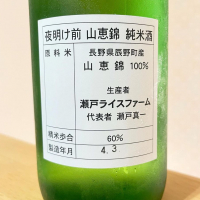 夜明け前 山恵錦 純米酒
原料米
長野県辰野町産
山恵錦 100%
生産者
瀬戸ライスファーム
代表者 瀬戸真一
精米歩合 60%
製造年月 4.3